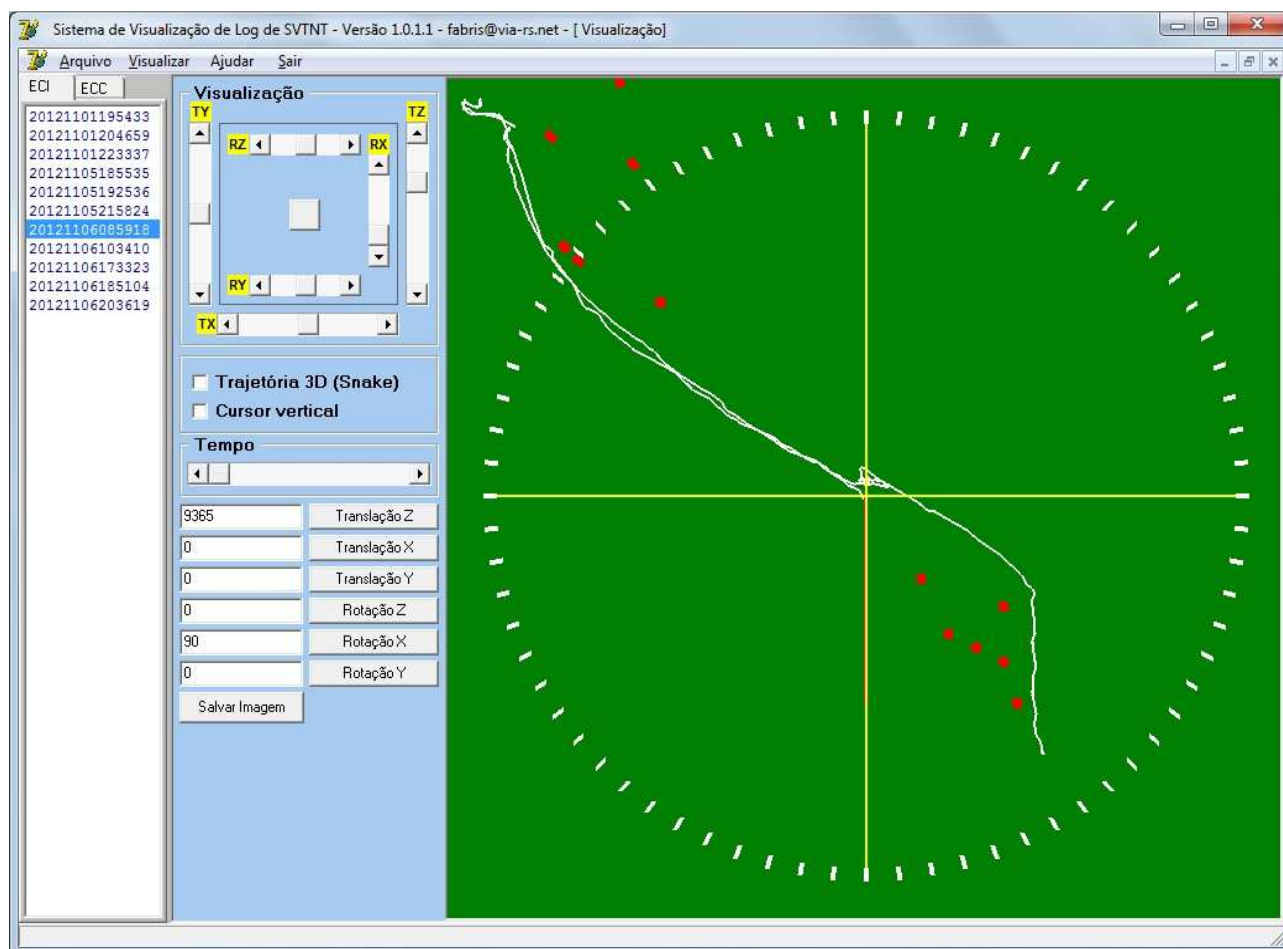 Sistema de Visualização de Log de SVTNT - Versão 1.0.1.1 - fabris@via-rs.net - [ Visualização]
Arquivo Visualizar Ajudar Sair
ECI ECC
20121101195433
20121101204659
20121101223337
20121105185535
20121105192536
20121105215824
20121106085918
20121106103410
20121106173323
20121106185104
20121106203619
Visualização
TY TZ
RZ RX
RY
TX
Trajetória 3D (Snake)
Cursor vertical
Tempo
9365 Translação Z
0 Translação X
0 Translação Y
0 Rotação Z
90 Rotação X
0 Rotação Y
Salvar Imagem